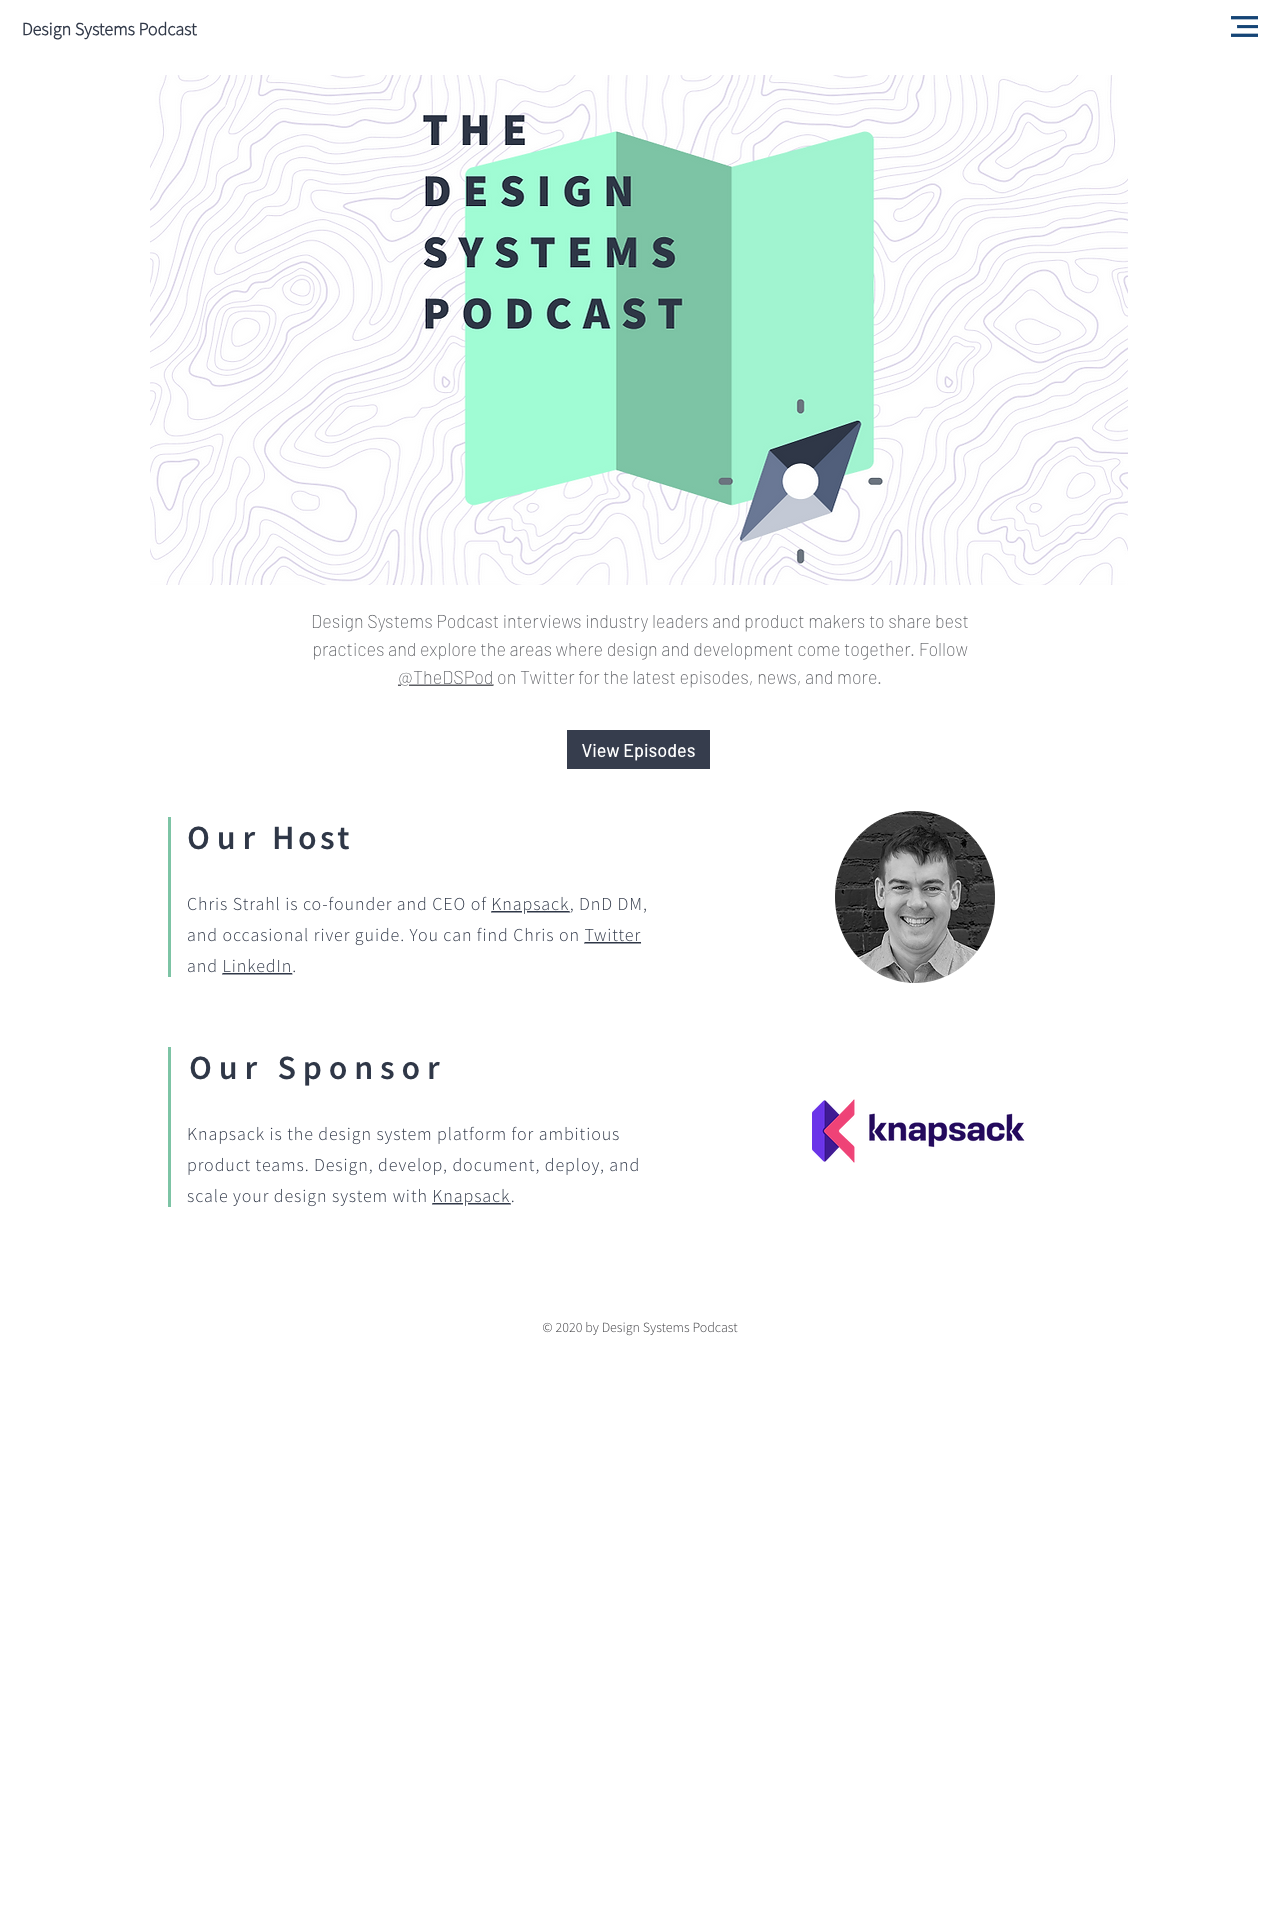 Design Systems Podcast
THE
DESIGN
SYSTEMS
PODCAST
Design Systems Podcast interviews industry leaders and product makers to share best
practices and explore the areas where design and development come together. Follow
@TheDSPod on Twitter for the latest episodes, news, and more.
View Episodes
Our Host
Chris Strahl is co-founder and CEO of Knapsack, DnD DM,
and occasional river guide. You can find Chris on Twitter
and LinkedIn.
Our Sponsor
Knapsack is the design system platform for ambitious
product teams. Design, develop, document, deploy, and
scale your design system with Knapsack.
knapsack
© 2020 by Design Systems Podcast